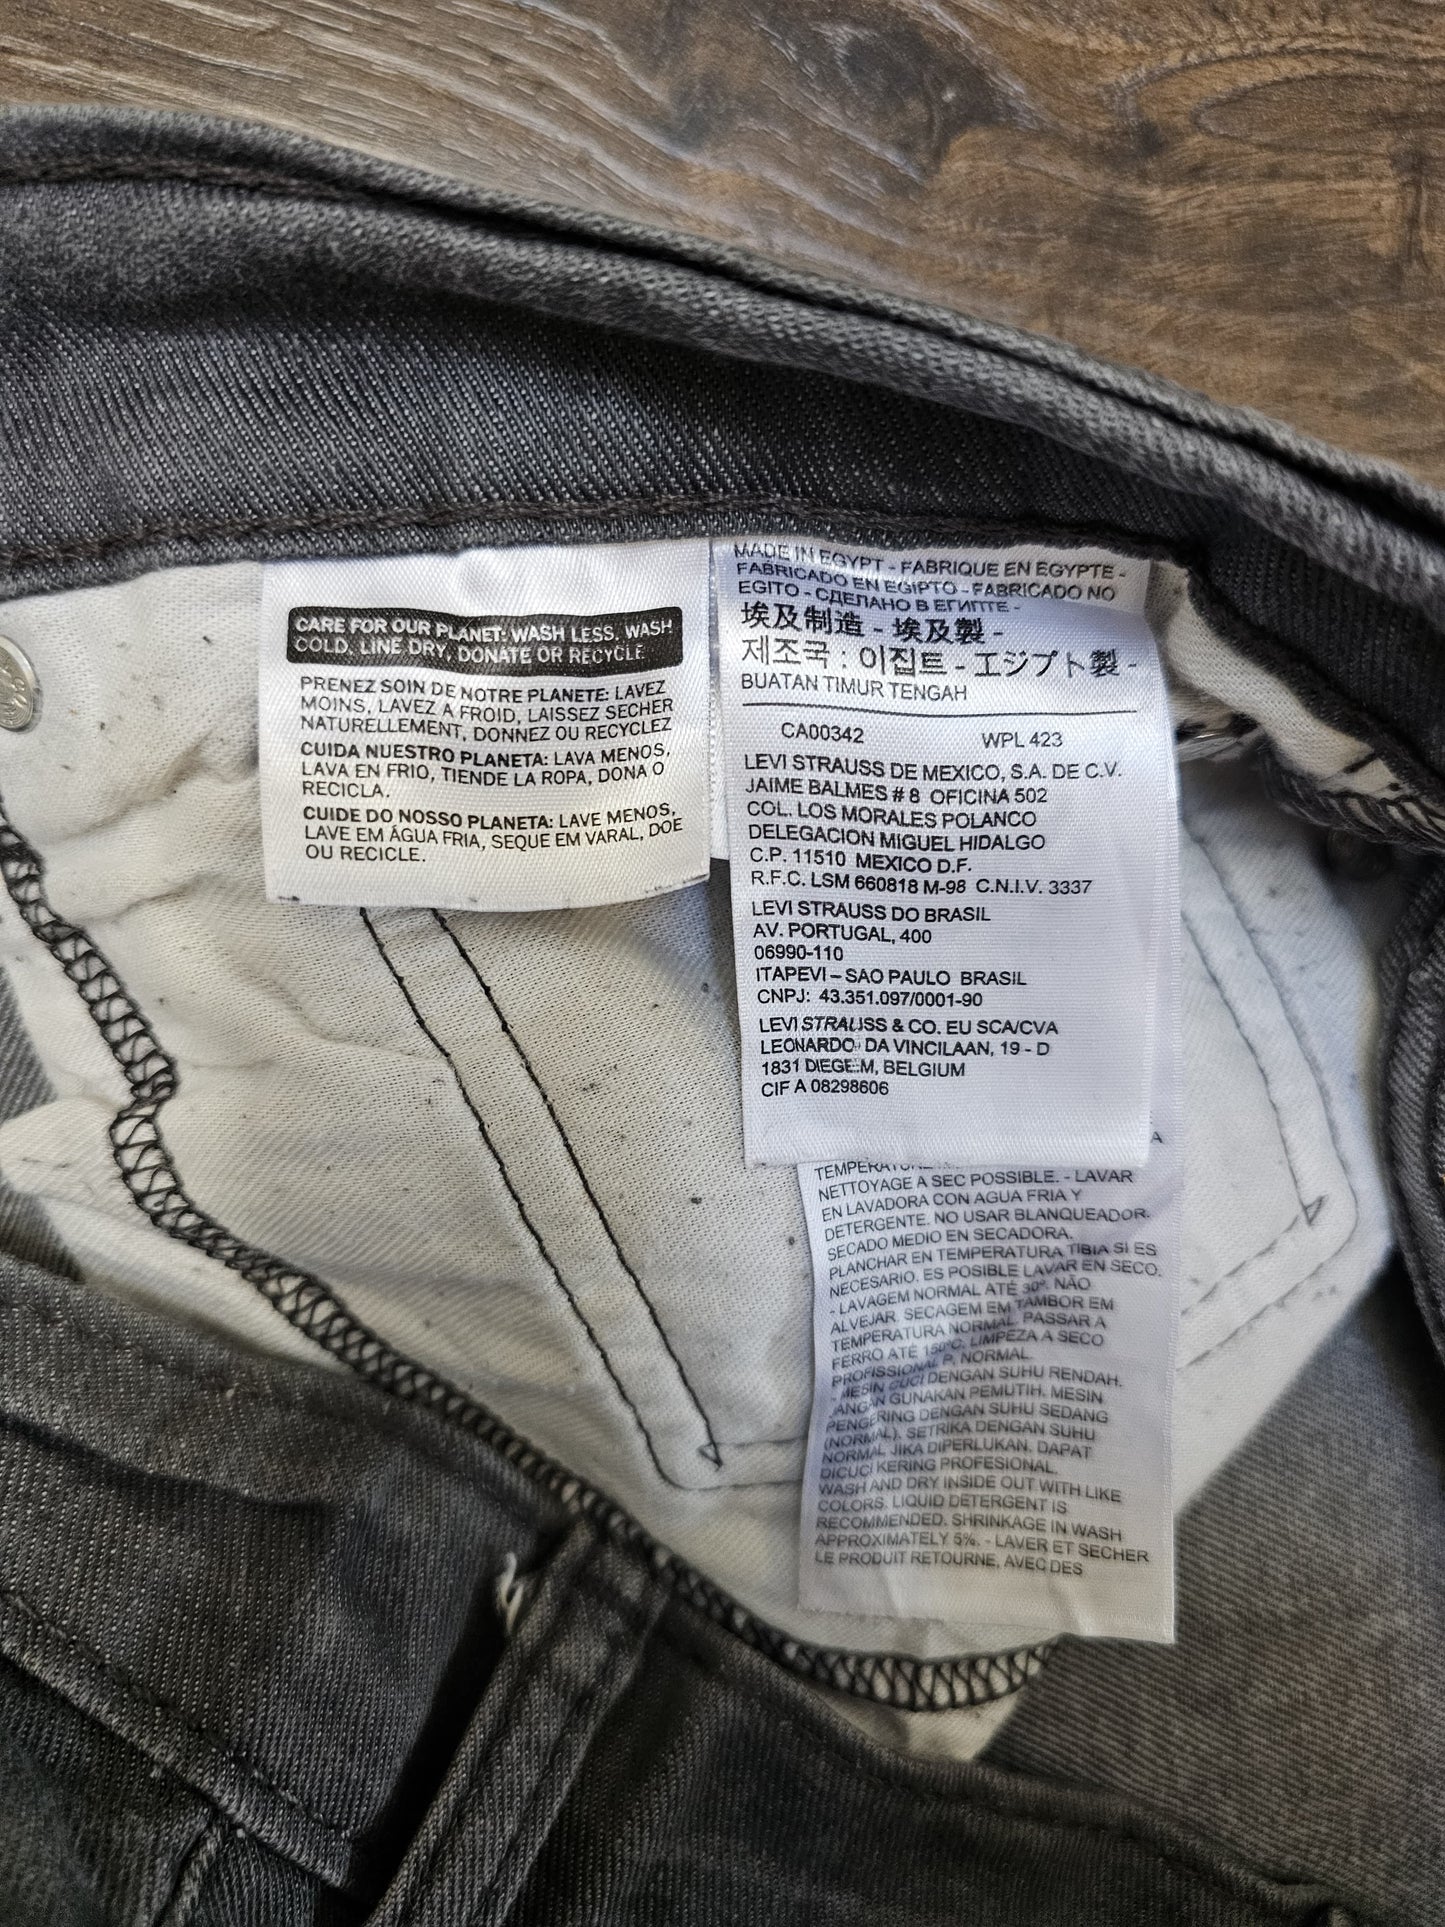 CARE FOR OUR PLANET: WASH LESS, WASH
COLD, LINE DRY, DONATE OR RECYCLE
PRENEZ SOIN DE NOTRE PLANETE: LAVEZ
MOINS, LAVEZ A FROID, LAISSEZ SECHER
NATURELLEMENT, DONNEZ OU RECYCLEZ
CUIDA NUESTRO PLANETA: LAVA MENOS,
LAVA EN FRIO, TIENDE LA ROPA, DONA O
RECICLA.
CUIDE DO NOSSO PLANETA: LAVE MENOS,
LAVE EM ÁGUA FRIA, SEQUE EM VARAL, DOE
OU RECICLE.
MADE IN EGYPT - FABRIQUE EN EGYPTE -
FABRICADO EN EGIPTO - FABRICADO NO
EGITO - СДЕЛАНО В ЕГИПТЕ -
埃及制造 - 埃及製 -
제조국 : 이집트 - エジプト製 -
BUATAN TIMUR TENGAH
CA00342 WPL 423
LEVI STRAUSS DE MEXICO, S.A. DE C.V.
JAIME BALMES # 8 OFICINA 502
COL. LOS MORALES POLANCO
DELEGACION MIGUEL HIDALGO
C.P. 11510 MEXICO D.F.
R.F.C. LSM 660818 M-98 C.N.I.V. 3337
LEVI STRAUSS DO BRASIL
AV. PORTUGAL, 400
06990-110
ITAPEVI – SAO PAULO BRASIL
CNPJ: 43.351.097/0001-90
LEVI STRAUSS & CO. EU SCA/CVA
LEONARDO DA VINCILAAN, 19 - D
1831 DIEGEM, BELGIUM
CIF A 08298606
NETTOYAGE A SEC POSSIBLE. - LAVAR
EN LAVADORA CON AGUA FRIA Y
DETERGENTE. NO USAR BLANQUEADOR.
SECADO MEDIO EN SECADORA.
PLANCHAR EN TEMPERATURA TIBIA SI ES
NECESARIO. ES POSIBLE LAVAR EN SECO.
- LAVAGEM NORMAL ATÉ 30º. NÃO
ALVEJAR. SECAGEM EM TAMBOR EM
TEMPERATURA NORMAL. PASSAR A
FERRO ATÉ 150ºC. LIMPEZA A SECO
PROFISSIONAL P, NORMAL
- MESIN CUCI DENGAN SUHU RENDAH.
JANGAN GUNAKAN PEMUTIH. MESIN
PENGERING DENGAN SUHU SEDANG
(NORMAL). SETRIKA DENGAN SUHU
NORMAL JIKA DIPERLUKAN. DAPAT
DICUCI KERING PROFESIONAL.
WASH AND DRY INSIDE OUT WITH LIKE
COLORS. LIQUID DETERGENT IS
RECOMMENDED. SHRINKAGE IN WASH
APPROXIMATELY 5%. - LAVER ET SECHER
LE PRODUIT RETOURNE, AVEC DES